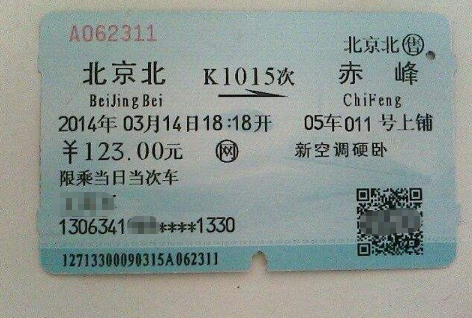 A062311
北京北售
北京北 K1015次 赤峰
BeiJingBei ChiFeng
2014年 03月14日18:18开 05车011号上铺
￥123.00元 网 新空调硬卧
限乘当日当次车
1306341 ****1330
12713300090315A062311